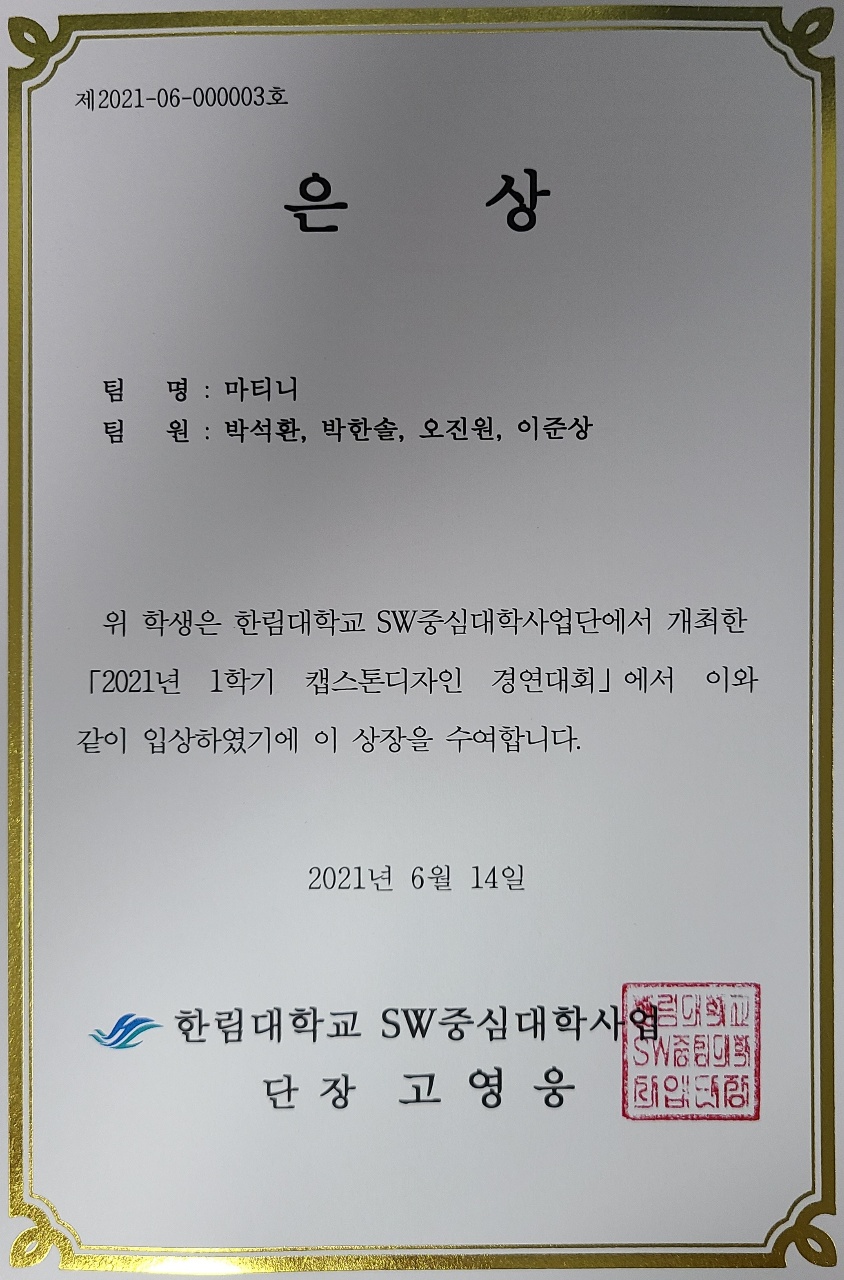 제2021-06-000003호
은 상
팀 명 : 마티니
팀 원 : 박석환, 박한솔, 오진원, 이준상
위 학생은 한림대학교 SW중심대학사업단에서 개최한
「2021년 1학기 캡스톤디자인 경연대회」에서 이와
같이 입상하였기에 이 상장을 수여합니다.
2021년 6월 14일
한림대학교 SW중심대학사업
단 장 고 영 웅
한림대학교
SW중심대학
사업단장